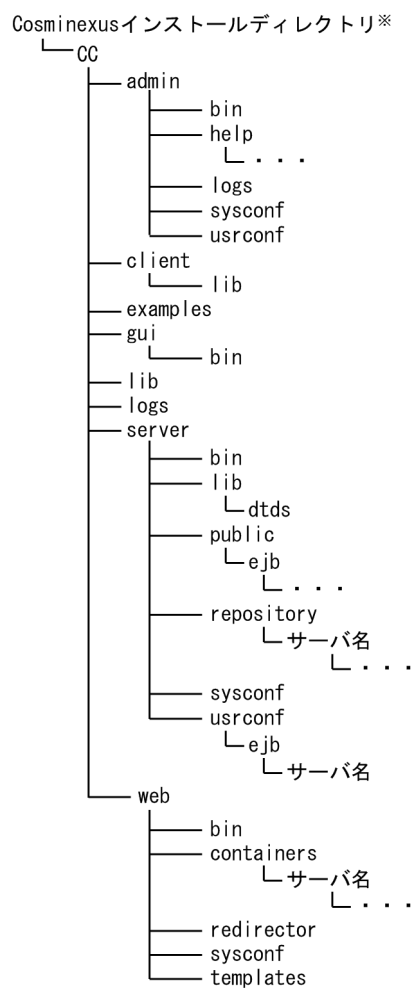 Cosminexusインストールディレクトリ※
CC
admin
bin
help
・・・
logs
sysconf
usrconf
client
lib
examples
gui
bin
lib
logs
server
bin
lib
dtds
public
ejb
・・・
repository
サーバ名
・・・
sysconf
usrconf
ejb
サーバ名
web
bin
containers
サーバ名
・・・
redirector
sysconf
templates